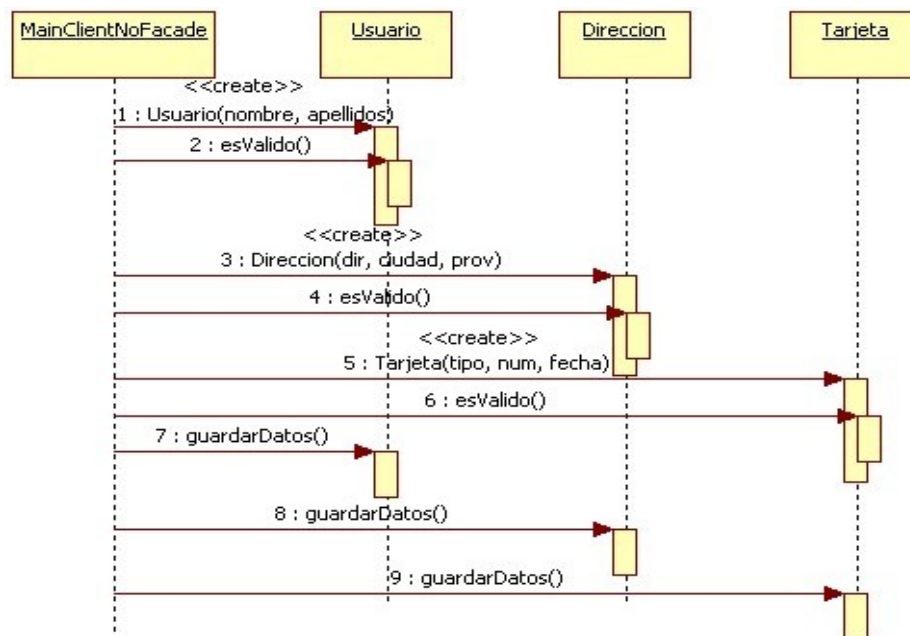 MainClientNoFacade
Usuario
Direccion
Tarjeta
<<create>>
1 : Usuario(nombre, apellidos)
2 : esValido()
<<create>>
3 : Direccion(dir, ciudad, prov)
4 : esValido()
<<create>>
5 : Tarjeta(tipo, num, fecha)
6 : esValido()
7 : guardarDatos()
8 : guardarDatos()
9 : guardarDatos()